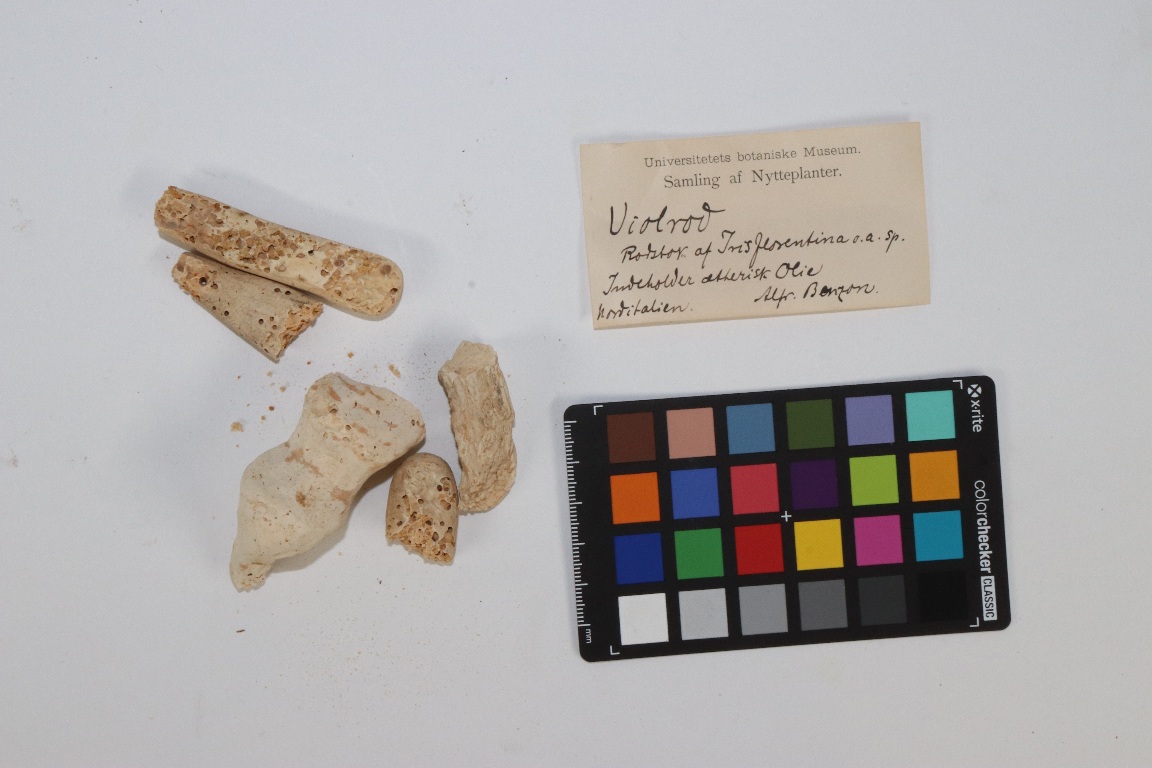 Universitetets botaniske Museum.
Samling af Nytteplanter.
Violrod
Rodstok af Iris florentina o.a. sp.
Indeholder ætherisk Olie
Norditalien. Alfr. Benzon.
x-rite
colorchecker CLASSIC
mm